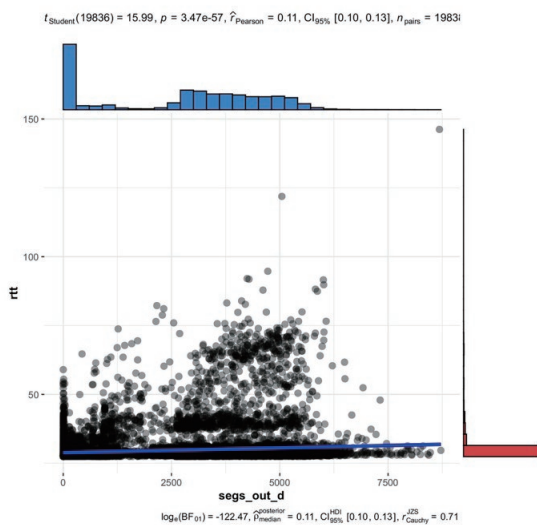 tStudent(19836) = 15.99, p = 3.47e-57, r̂Pearson = 0.11, CI95% [0.10, 0.13], npairs = 19838
150
100
50
rtt
0 2500 5000 7500
segs_out_d
loge(BF01) = -122.47, ρ̂posteriormedian = 0.11, CIHDI95% [0.10, 0.13], rJZSCauchy = 0.71